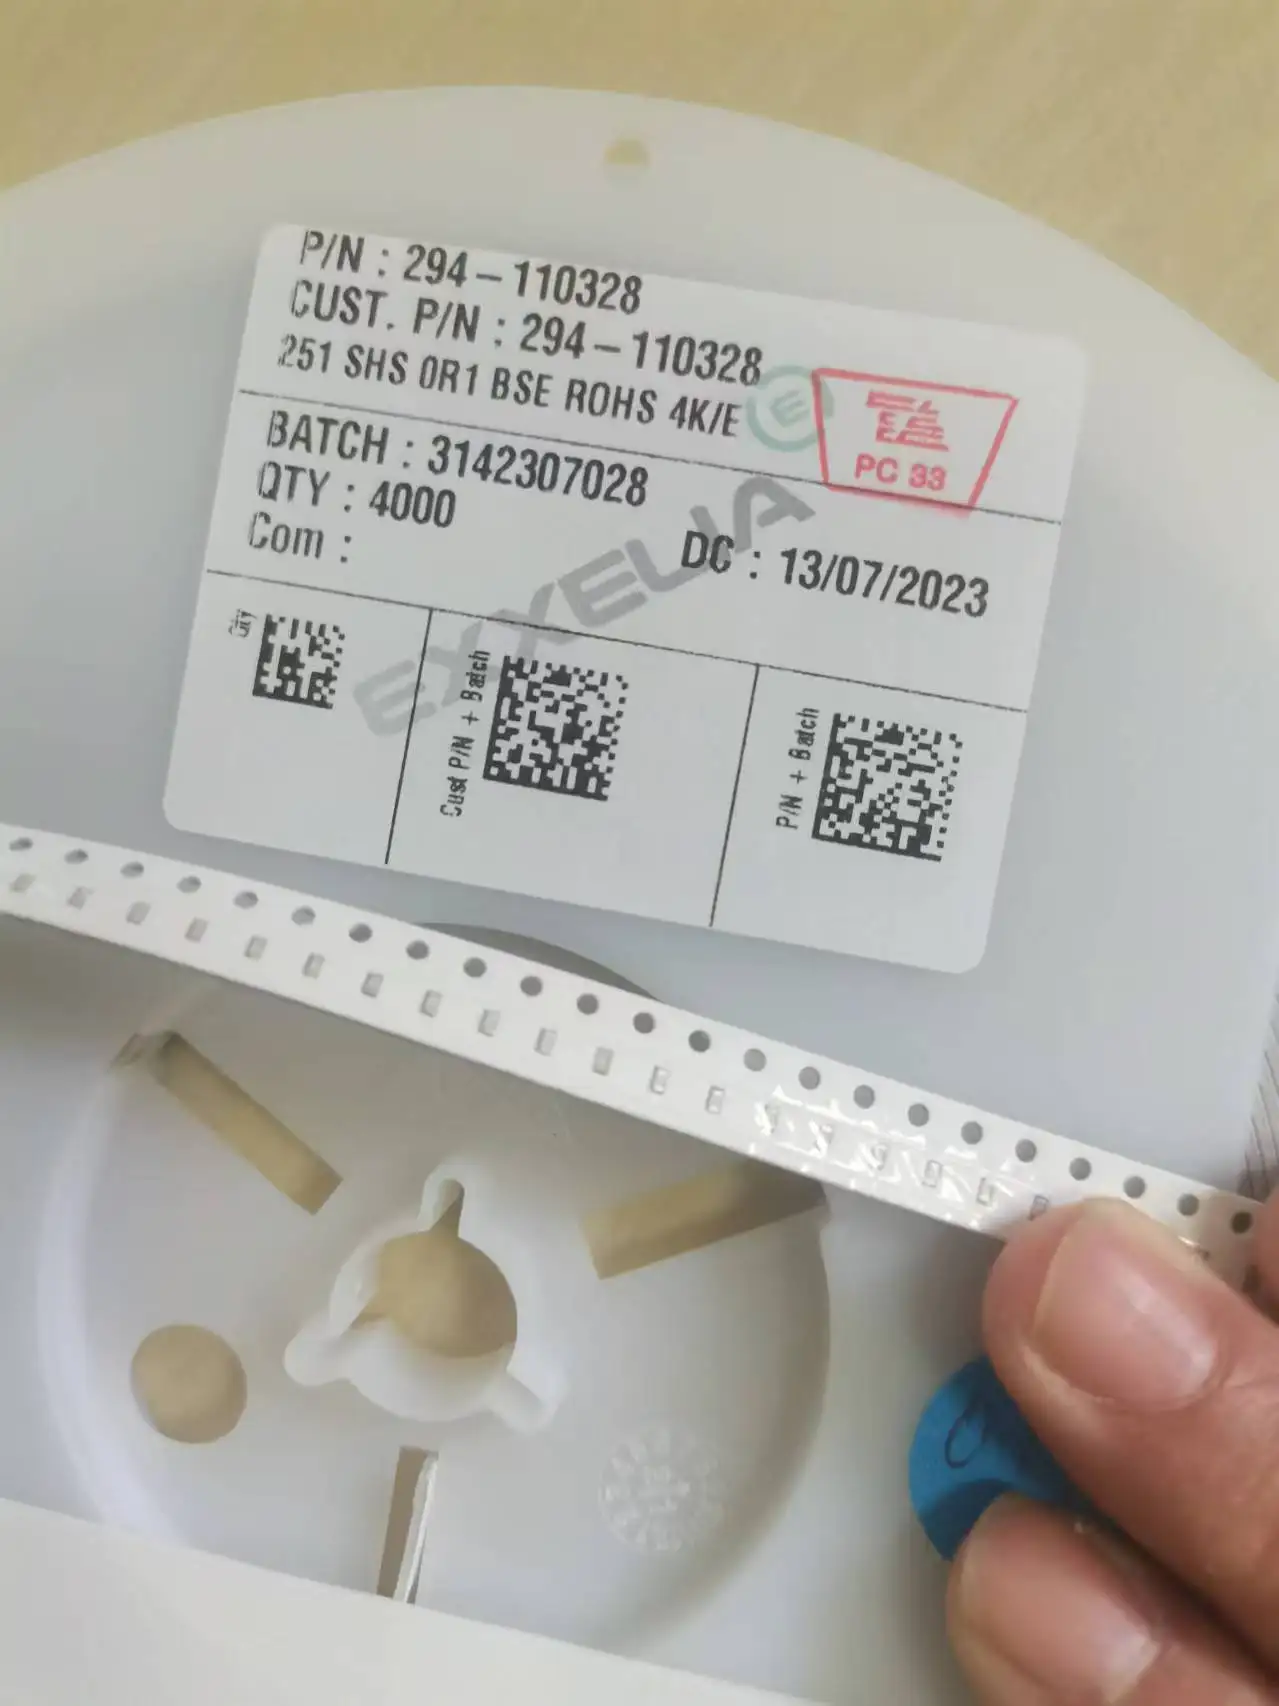 P/N : 294-110328
CUST. P/N : 294-110328
251 SHS 0R1 BSE ROHS 4K/E
E
PC 33
BATCH : 3142307028
QTY : 4000
Com :
DC : 13/07/2023
EXXELIA
Qty
Cust P/N + Batch
P/N + Batch